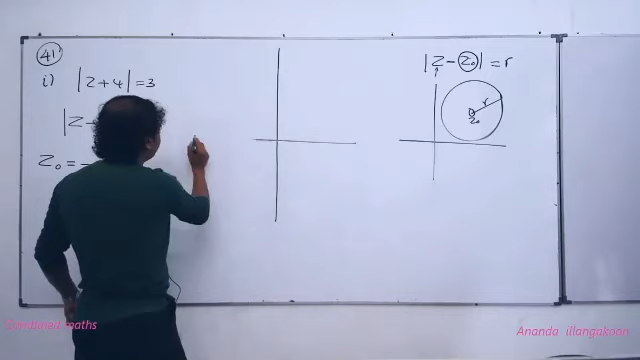 41
i) |z+4| = 3
|z-
z₀ = -
|z - z₀| = r
r
z₀
Combined maths
Ananda illangakoon